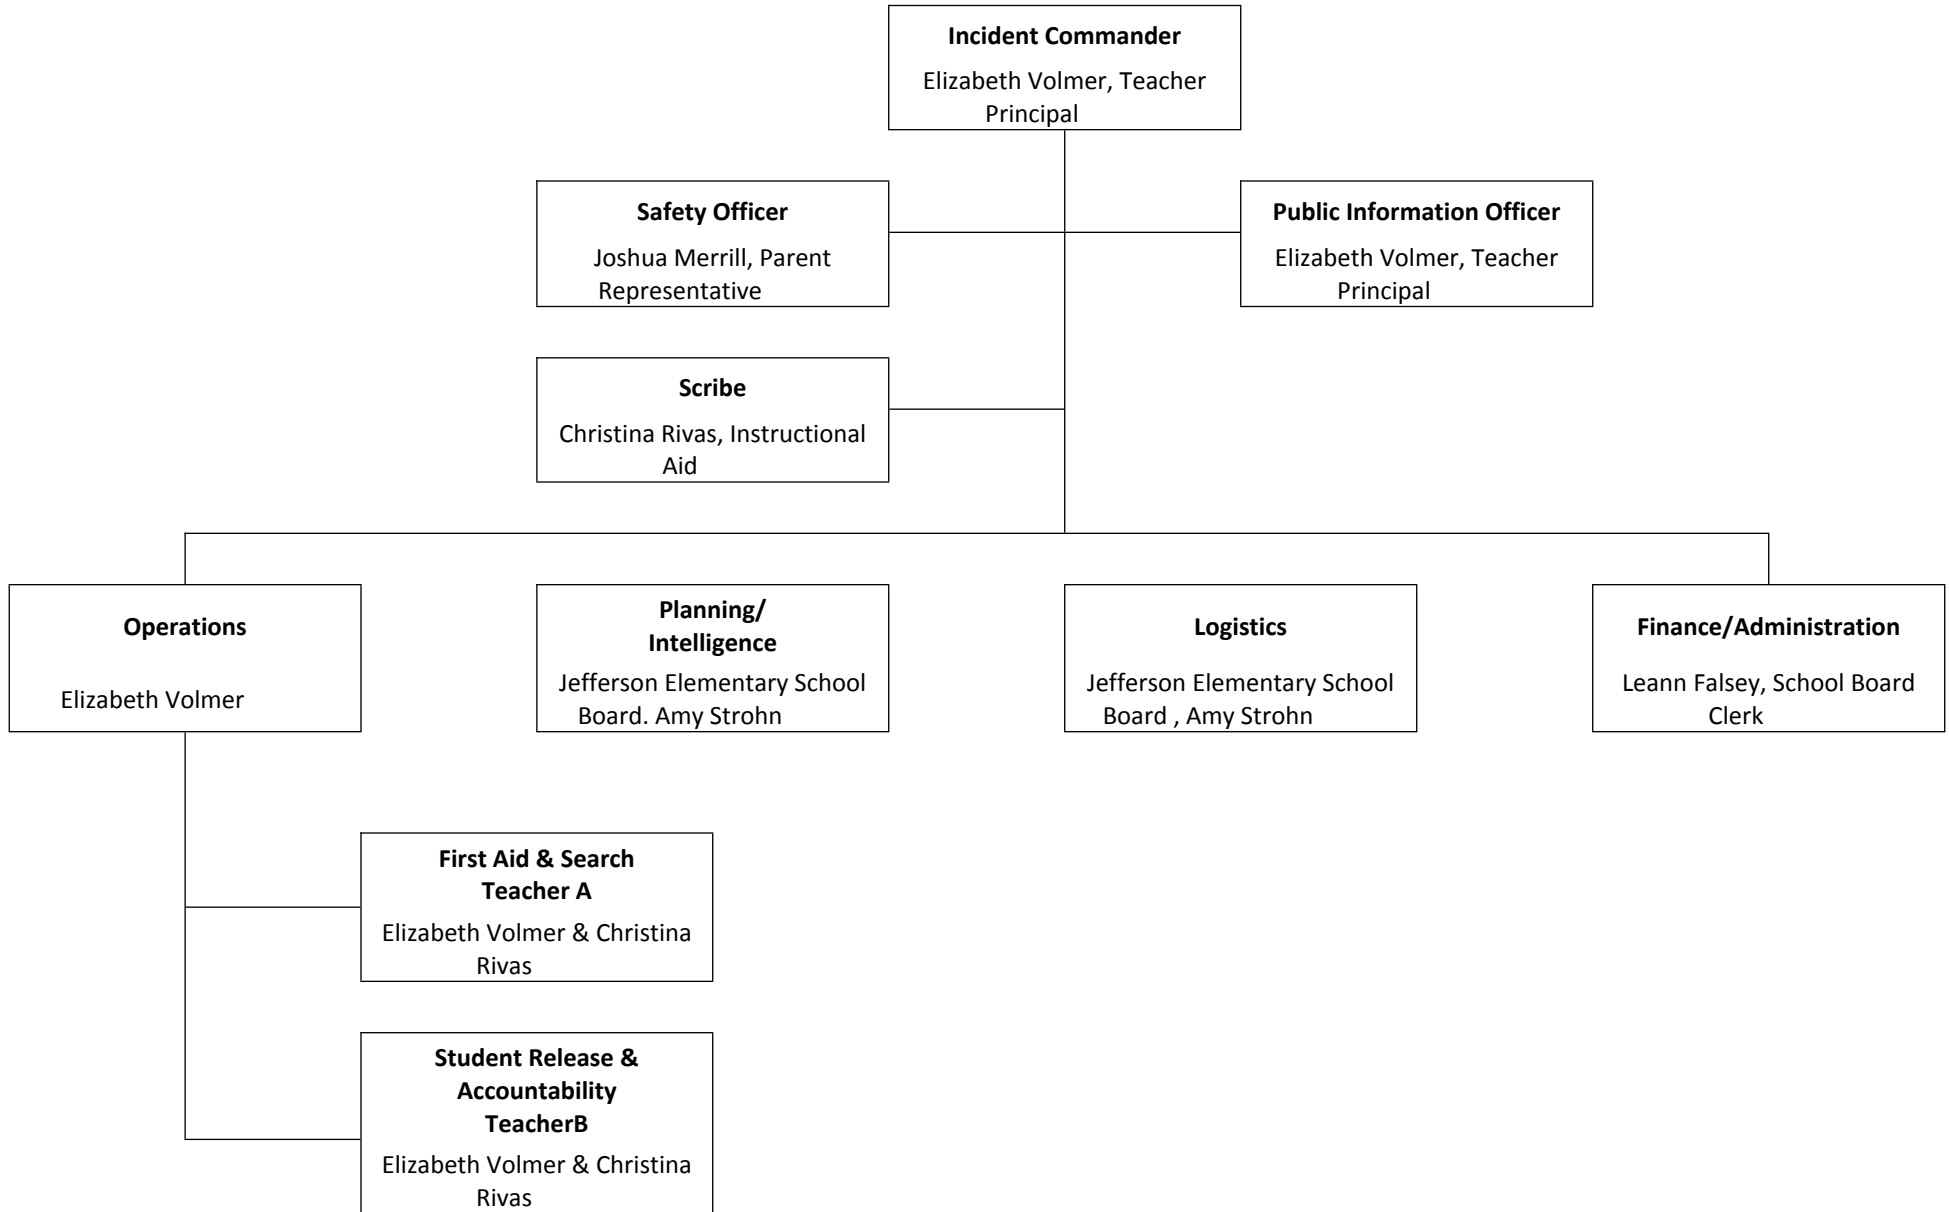 Incident Commander
Elizabeth Volmer, Teacher
Principal
Safety Officer
Joshua Merrill, Parent
Representative
Public Information Officer
Elizabeth Volmer, Teacher
Principal
Scribe
Christina Rivas, Instructional
Aid
Operations
Elizabeth Volmer
Planning/
Intelligence
Jefferson Elementary School
Board. Amy Strohn
Logistics
Jefferson Elementary School
Board , Amy Strohn
Finance/Administration
Leann Falsey, School Board
Clerk
First Aid & Search
Teacher A
Elizabeth Volmer & Christina
Rivas
Student Release &
Accountability
TeacherB
Elizabeth Volmer & Christina
Rivas